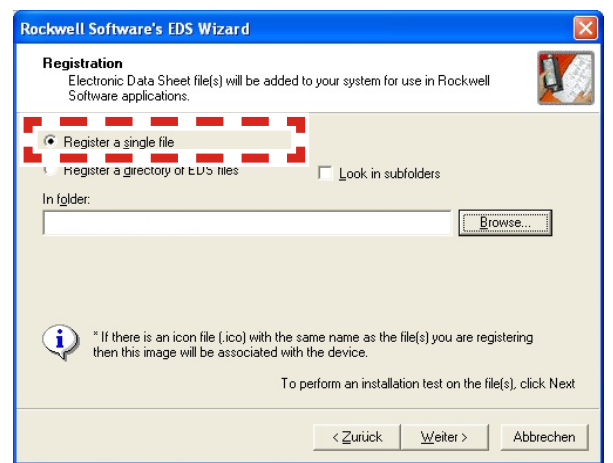 Rockwell Software's EDS Wizard
Registration
Electronic Data Sheet file(s) will be added to your system for use in Rockwell
Software applications.
Register a single file
Register a directory of EDS files
Look in subfolders
In folder:
Browse...
* If there is an icon file (.ico) with the same name as the file(s) you are registering
then this image will be associated with the device.
To perform an installation test on the file(s), click Next
< Zurück Weiter > Abbrechen